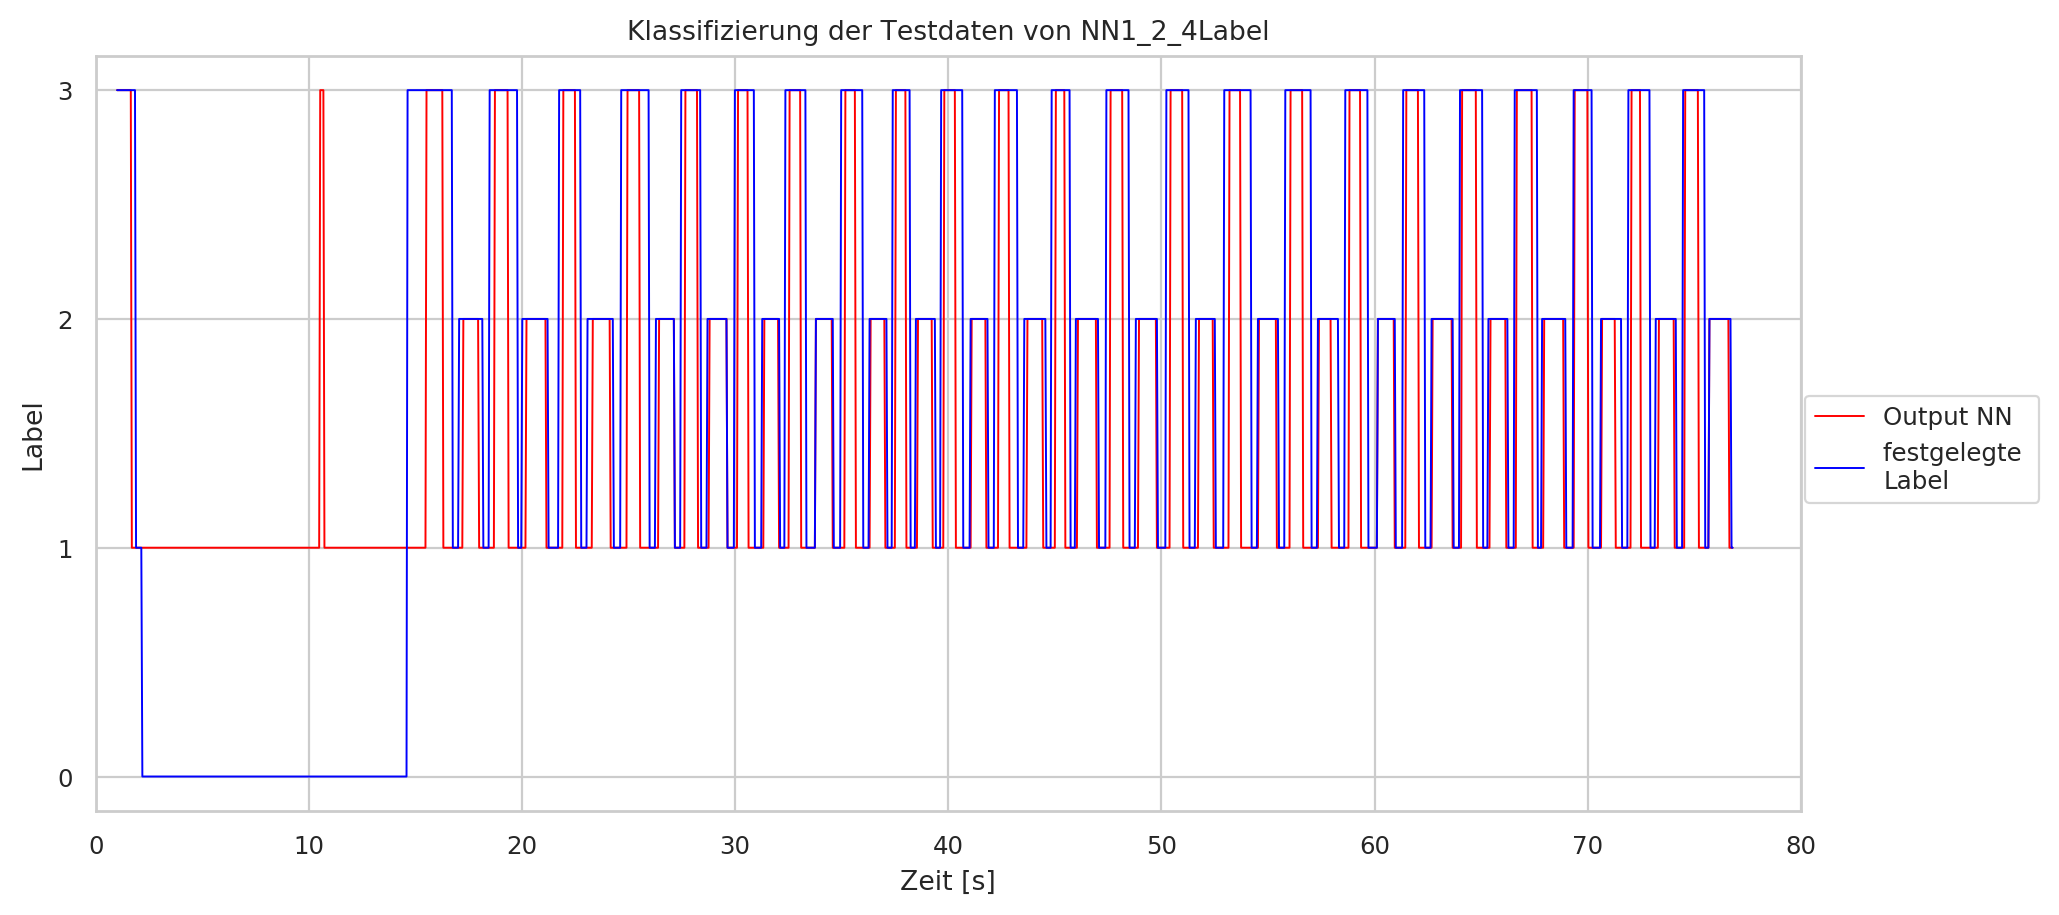 Klassifizierung der Testdaten von NN1_2_4Label
3
2
1
0
Label
0 10 20 30 40 50 60 70 80
Zeit [s]
Output NN
festgelegte
Label